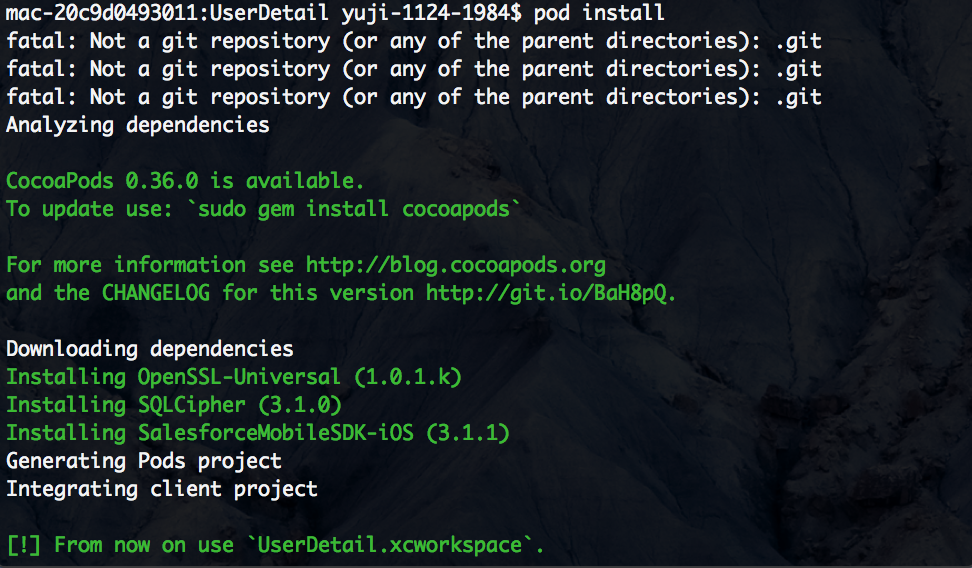 mac-20c9d0493011:UserDetail yuji-1124-1984$ pod install
fatal: Not a git repository (or any of the parent directories): .git
fatal: Not a git repository (or any of the parent directories): .git
fatal: Not a git repository (or any of the parent directories): .git
Analyzing dependencies
CocoaPods 0.36.0 is available.
To update use: `sudo gem install cocoapods`
For more information see http://blog.cocoapods.org
and the CHANGELOG for this version http://git.io/BaH8pQ.
Downloading dependencies
Installing OpenSSL-Universal (1.0.1.k)
Installing SQLCipher (3.1.0)
Installing SalesforceMobileSDK-iOS (3.1.1)
Generating Pods project
Integrating client project
[!] From now on use `UserDetail.xcworkspace`.